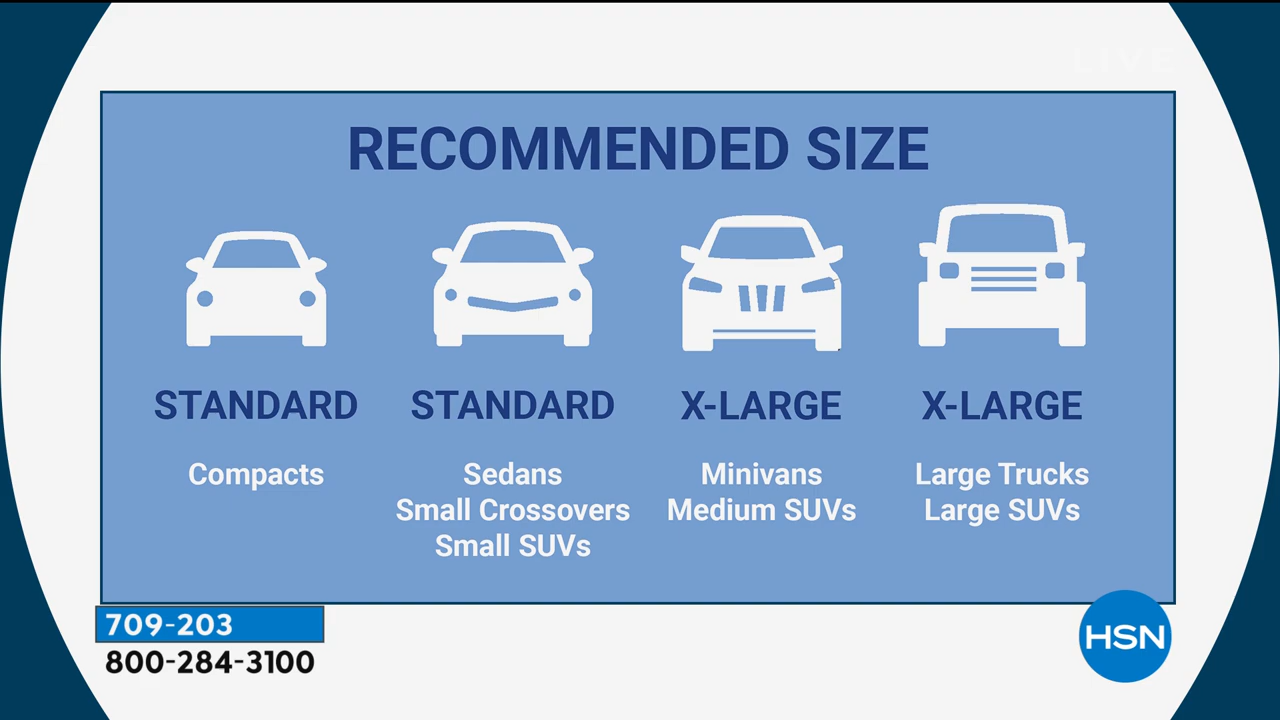 LIVE
RECOMMENDED SIZE
STANDARD
STANDARD
X-LARGE
X-LARGE
Compacts
Sedans
Small Crossovers
Small SUVs
Minivans
Medium SUVs
Large Trucks
Large SUVs
709-203
800-284-3100
HSN